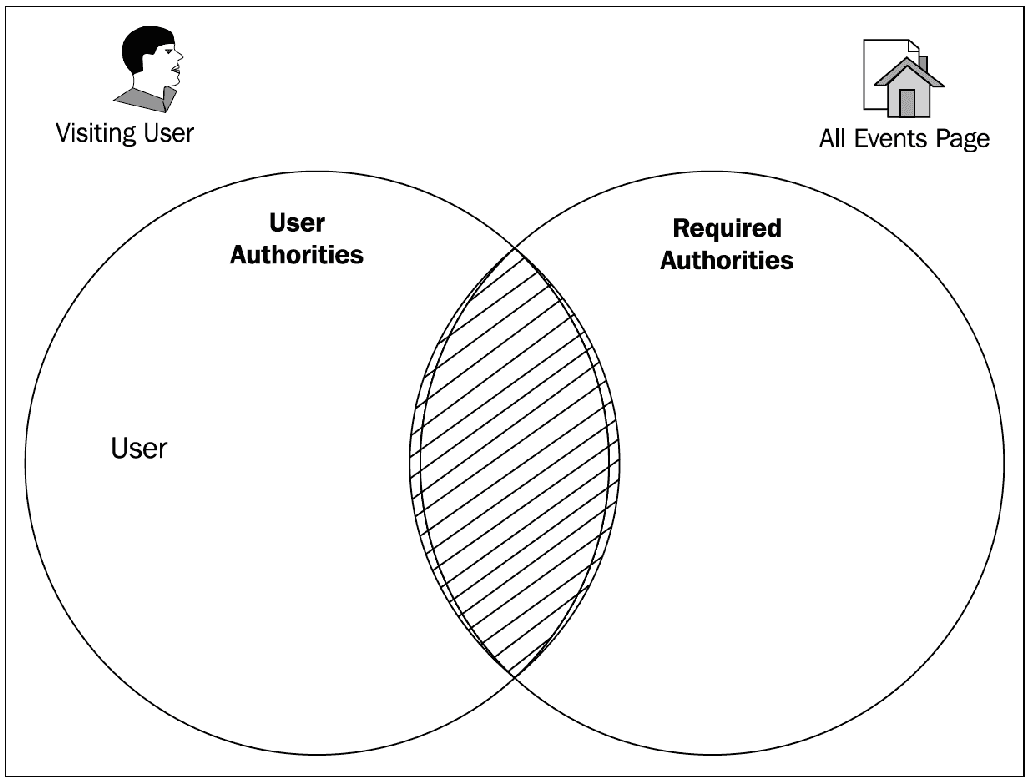 Visiting User
All Events Page
User
Authorities
Required
Authorities
User